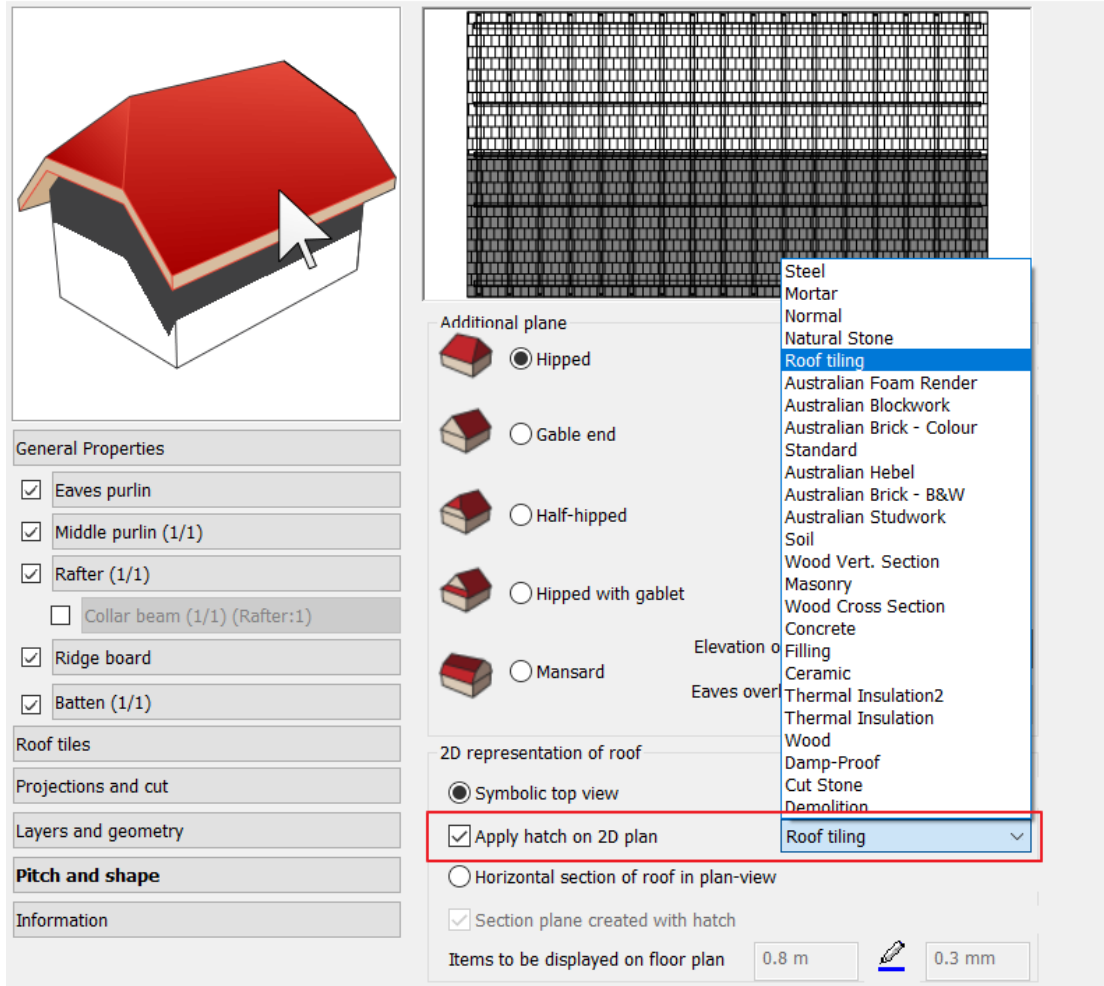 General Properties
Eaves purlin
Middle purlin (1/1)
Rafter (1/1)
Collar beam (1/1) (Rafter:1)
Ridge board
Batten (1/1)
Roof tiles
Projections and cut
Layers and geometry
Pitch and shape
Information
Additional plane
Hipped
Gable end
Half-hipped
Hipped with gablet
Mansard
Elevation o
Eaves overl
Steel
Mortar
Normal
Natural Stone
Roof tiling
Australian Foam Render
Australian Blockwork
Australian Brick - Colour
Standard
Australian Hebel
Australian Brick - B&W
Australian Studwork
Soil
Wood Vert. Section
Masonry
Wood Cross Section
Concrete
Filling
Ceramic
Thermal Insulation2
Thermal Insulation
Wood
Damp-Proof
Cut Stone
Demolition
2D representation of roof
Symbolic top view
Apply hatch on 2D plan
Roof tiling
Horizontal section of roof in plan-view
Section plane created with hatch
Items to be displayed on floor plan 0.8 m 0.3 mm